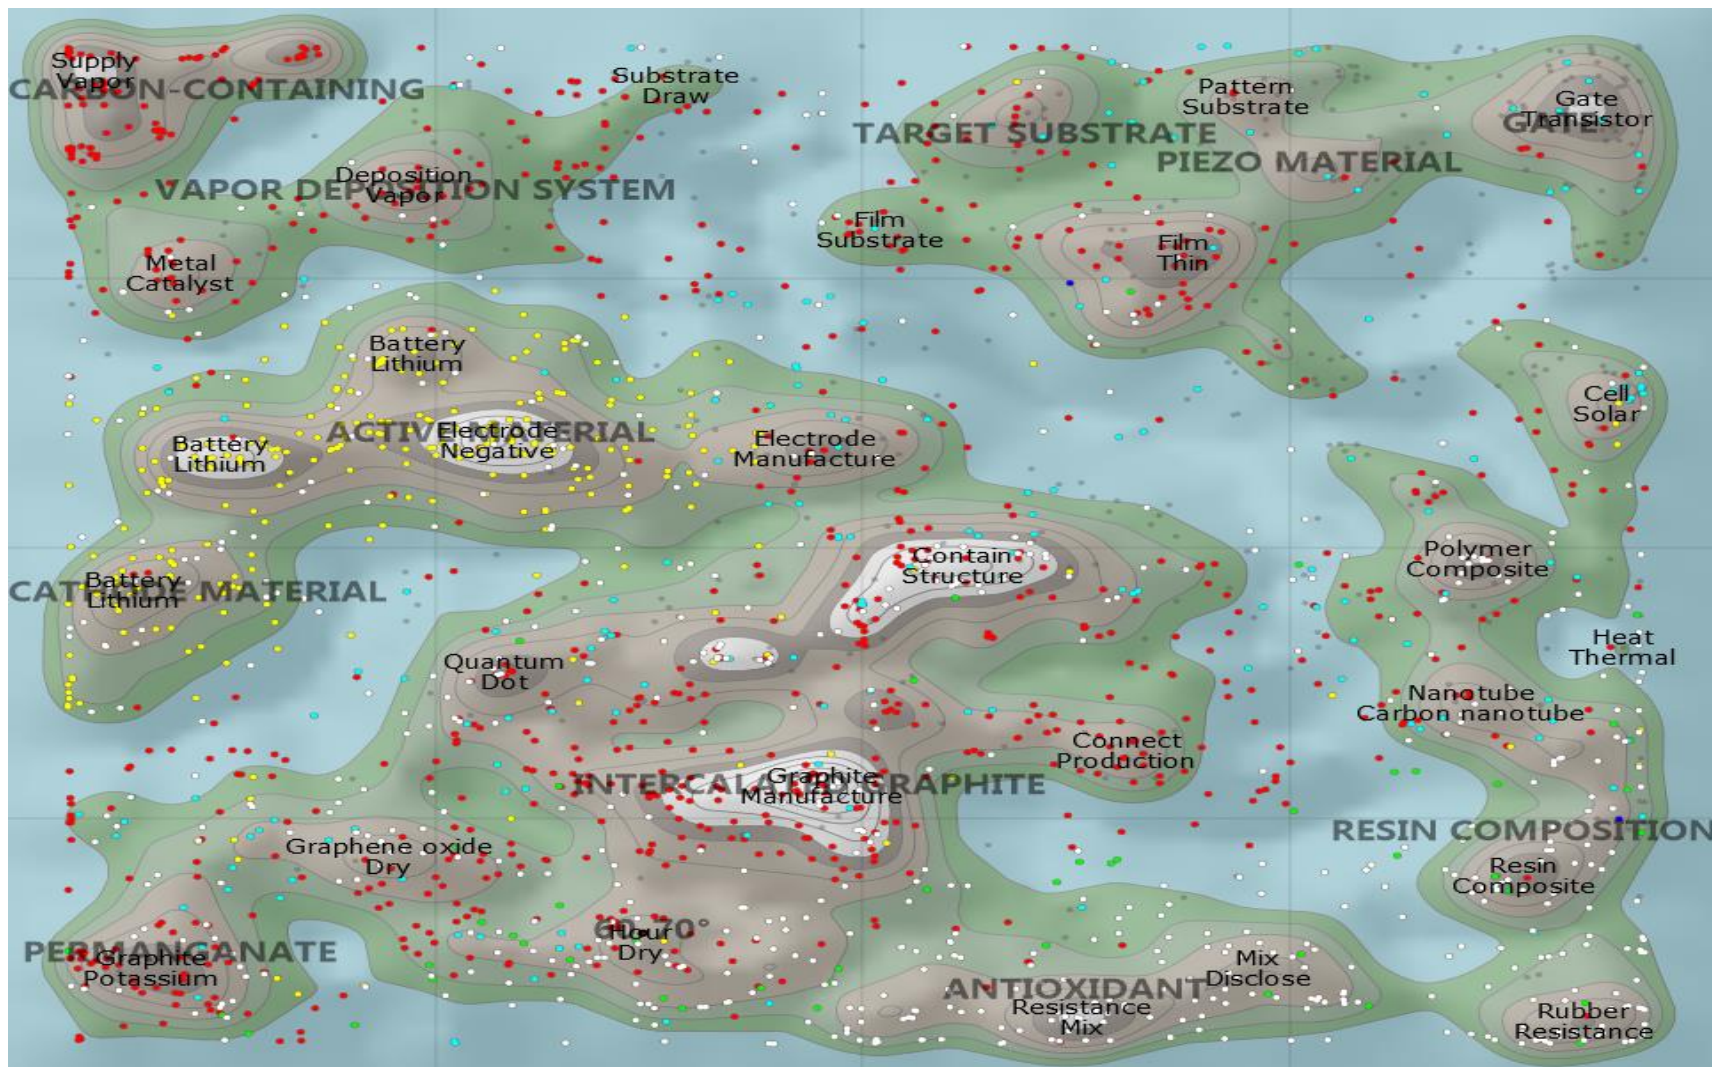 Supply
Vapor
CARBON-CONTAINING
Substrate
Draw
TARGET SUBSTRATE
Pattern
Substrate
PIEZO MATERIAL
Gate
Transistor
GATE
Deposition
Vapor
VAPOR DEPOSITION SYSTEM
Film
Substrate
Film
Thin
Metal
Catalyst
Battery
Lithium
ACTIVE MATERIAL
Electrode
Negative
Battery
Lithium
Electrode
Manufacture
Cell
Solar
Contain
Structure
Polymer
Composite
Battery
Lithium
CATHODE MATERIAL
Heat
Thermal
Quantum
Dot
Nanotube
Carbon nanotube
Connect
Production
Graphite
Manufacture
INTERCALATED GRAPHITE
RESIN COMPOSITION
Graphene oxide
Dry
Resin
Composite
60-70°
Hour
Dry
PERMANGANATE
Graphite
Potassium
Mix
Disclose
ANTIOXIDANT
Resistance
Mix
Rubber
Resistance